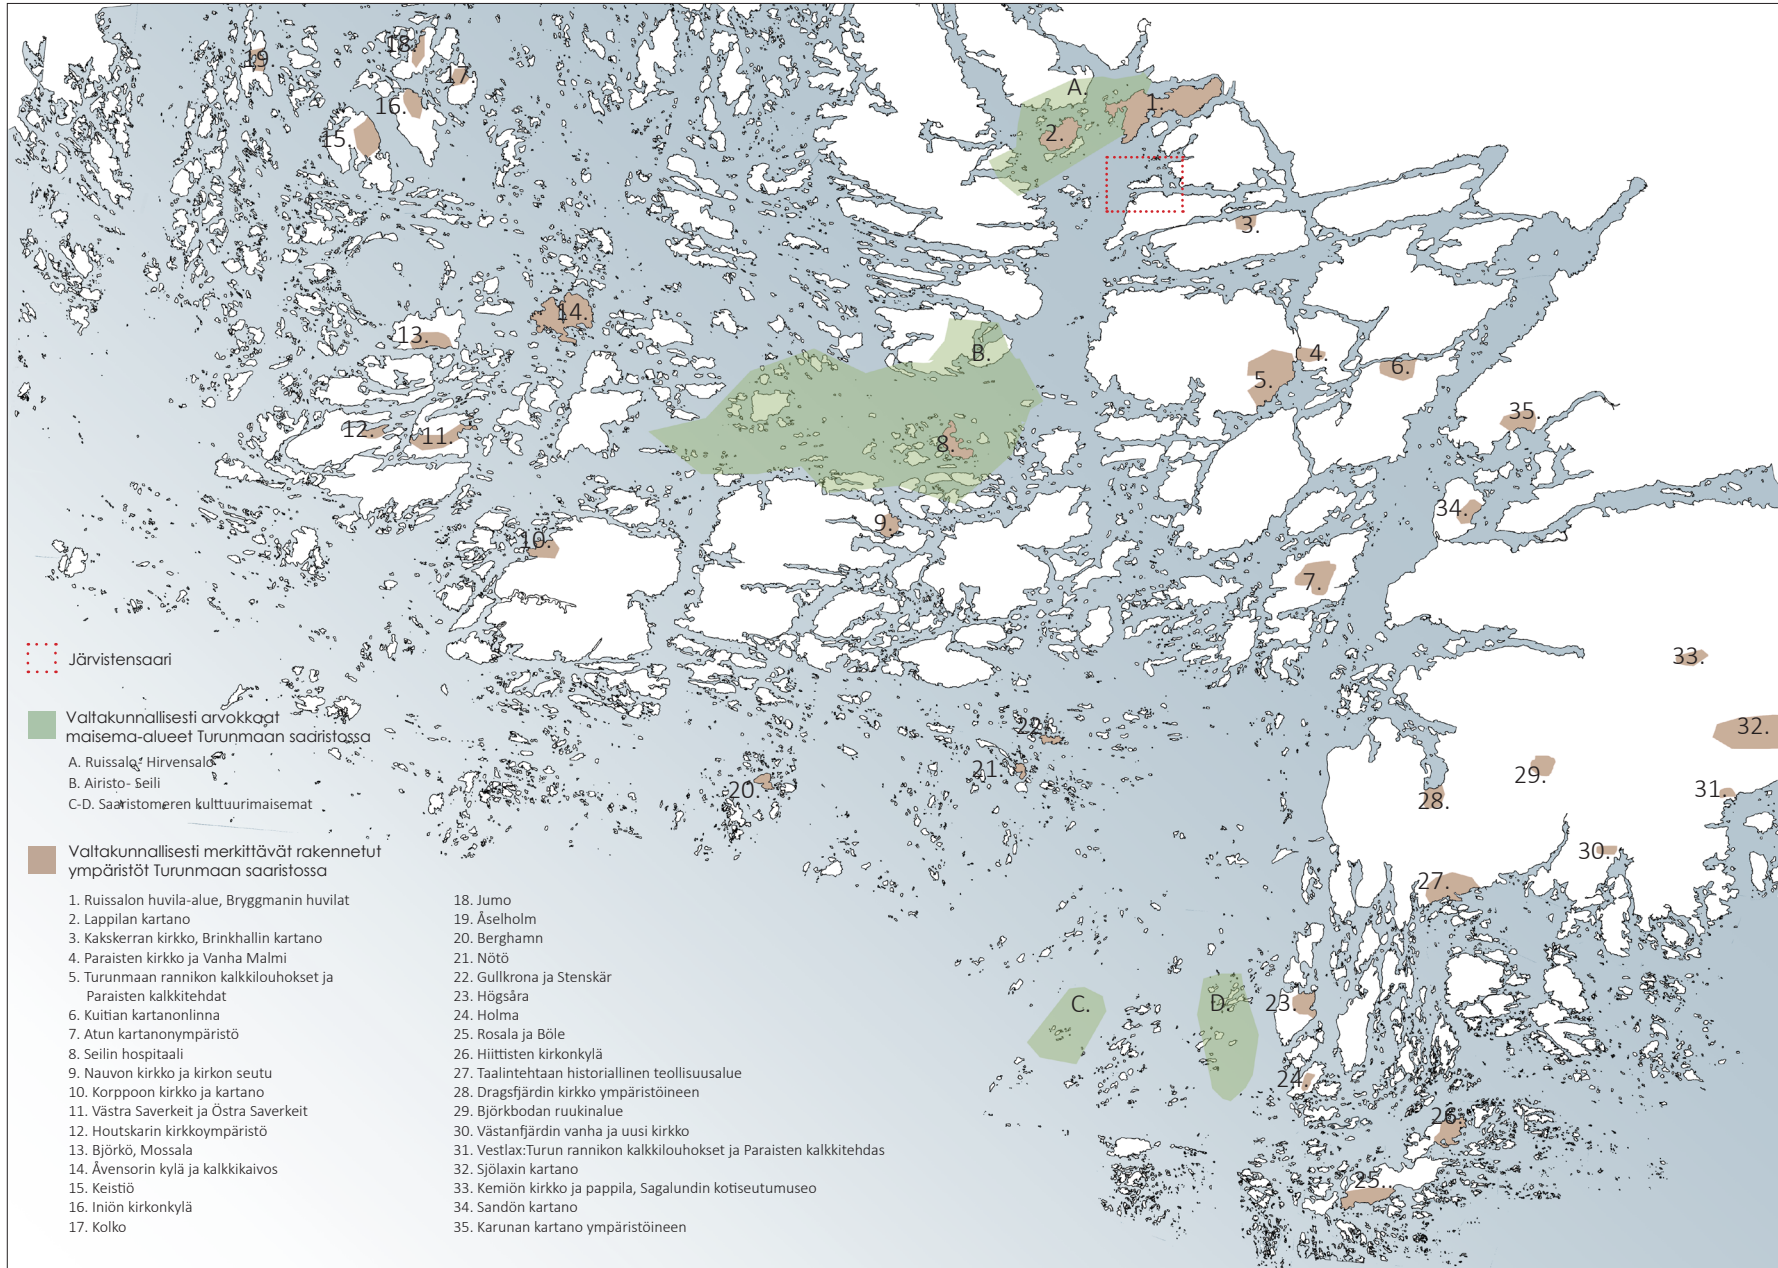 19
18.
17.
16.
15.
A.
1.
2.
3.
14.
13.
B.
4.
5.
6.
12.
11.
8.
35.
34.
9.
10.
7.
33.
22.
21.
20.
32.
29.
28.
31.
30.
27.
C.
D.
23.
24.
26.
25.
Järvistensaari
Valtakunnallisesti arvokkaat
maisema-alueet Turunmaan saaristossa
A. Ruissalo - Hirvensalo
B. Airisto - Seili
C-D. Saaristomeren kulttuurimaisemat
Valtakunnallisesti merkittävät rakennetut
ympäristöt Turunmaan saaristossa
1. Ruissalon huvila-alue, Bryggmanin huvilat
2. Lappilan kartano
3. Kakskerran kirkko, Brinkhallin kartano
4. Paraisten kirkko ja Vanha Malmi
5. Turunmaan rannikon kalkkilouhokset ja
Paraisten kalkkitehdat
6. Kuitian kartanonlinna
7. Atun kartanonympäristö
8. Seilin hospitaali
9. Nauvon kirkko ja kirkon seutu
10. Korppoon kirkko ja kartano
11. Västra Saverkeit ja Östra Saverkeit
12. Houtskarin kirkkoympäristö
13. Björkö, Mossala
14. Åvensorin kylä ja kalkkikaivos
15. Keistiö
16. Iniön kirkonkylä
17. Kolko
18. Jumo
19. Åselholm
20. Berghamn
21. Nötö
22. Gullkrona ja Stenskär
23. Högsåra
24. Holma
25. Rosala ja Böle
26. Hiittisten kirkonkylä
27. Taalintehtaan historiallinen teollisuusalue
28. Dragsfjärdin kirkko ympäristöineen
29. Björkbodan ruukinalue
30. Västanfjärdin vanha ja uusi kirkko
31. Vestlax:Turun rannikon kalkkilouhokset ja Paraisten kalkkitehdas
32. Sjölaxin kartano
33. Kemiön kirkko ja pappila, Sagalundin kotiseutumuseo
34. Sandön kartano
35. Karunan kartano ympäristöineen